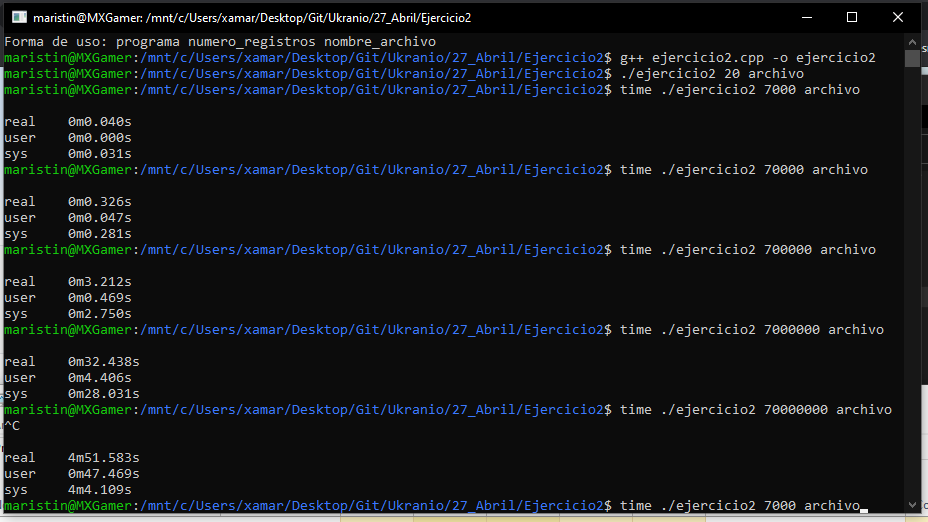 maristin@MXGamer: /mnt/c/Users/xamar/Desktop/Git/Ukranio/27_Abril/Ejercicio2
Forma de uso: programa numero_registros nombre_archivo
maristin@MXGamer:/mnt/c/Users/xamar/Desktop/Git/Ukranio/27_Abril/Ejercicio2$ g++ ejercicio2.cpp -o ejercicio2
maristin@MXGamer:/mnt/c/Users/xamar/Desktop/Git/Ukranio/27_Abril/Ejercicio2$ ./ejercicio2 20 archivo
maristin@MXGamer:/mnt/c/Users/xamar/Desktop/Git/Ukranio/27_Abril/Ejercicio2$ time ./ejercicio2 7000 archivo
real 0m0.040s
user 0m0.000s
sys 0m0.031s
maristin@MXGamer:/mnt/c/Users/xamar/Desktop/Git/Ukranio/27_Abril/Ejercicio2$ time ./ejercicio2 70000 archivo
real 0m0.326s
user 0m0.047s
sys 0m0.281s
maristin@MXGamer:/mnt/c/Users/xamar/Desktop/Git/Ukranio/27_Abril/Ejercicio2$ time ./ejercicio2 700000 archivo
real 0m3.212s
user 0m0.469s
sys 0m2.750s
maristin@MXGamer:/mnt/c/Users/xamar/Desktop/Git/Ukranio/27_Abril/Ejercicio2$ time ./ejercicio2 7000000 archivo
real 0m32.438s
user 0m4.406s
sys 0m28.031s
maristin@MXGamer:/mnt/c/Users/xamar/Desktop/Git/Ukranio/27_Abril/Ejercicio2$ time ./ejercicio2 70000000 archivo
^C
real 4m51.583s
user 0m47.469s
sys 4m4.109s
maristin@MXGamer:/mnt/c/Users/xamar/Desktop/Git/Ukranio/27_Abril/Ejercicio2$ time ./ejercicio2 7000 archivo